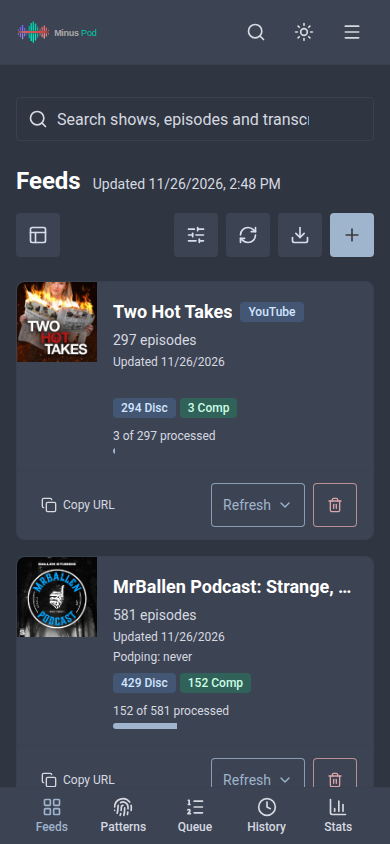 Minus Pod
Search shows, episodes and transcr
Feeds Updated 11/26/2026, 2:48 PM
TWO
HOT
TAKES
Two Hot Takes YouTube
297 episodes
Updated 11/26/2026
294 Disc 3 Comp
3 of 297 processed
Copy URL Refresh
BALLEN STUDIOS
MRBALLEN
PODCAST
MrBallen Podcast: Strange, ...
581 episodes
Updated 11/26/2026
Podping: never
429 Disc 152 Comp
152 of 581 processed
Copy URL Refresh
Feeds Patterns Queue History Stats